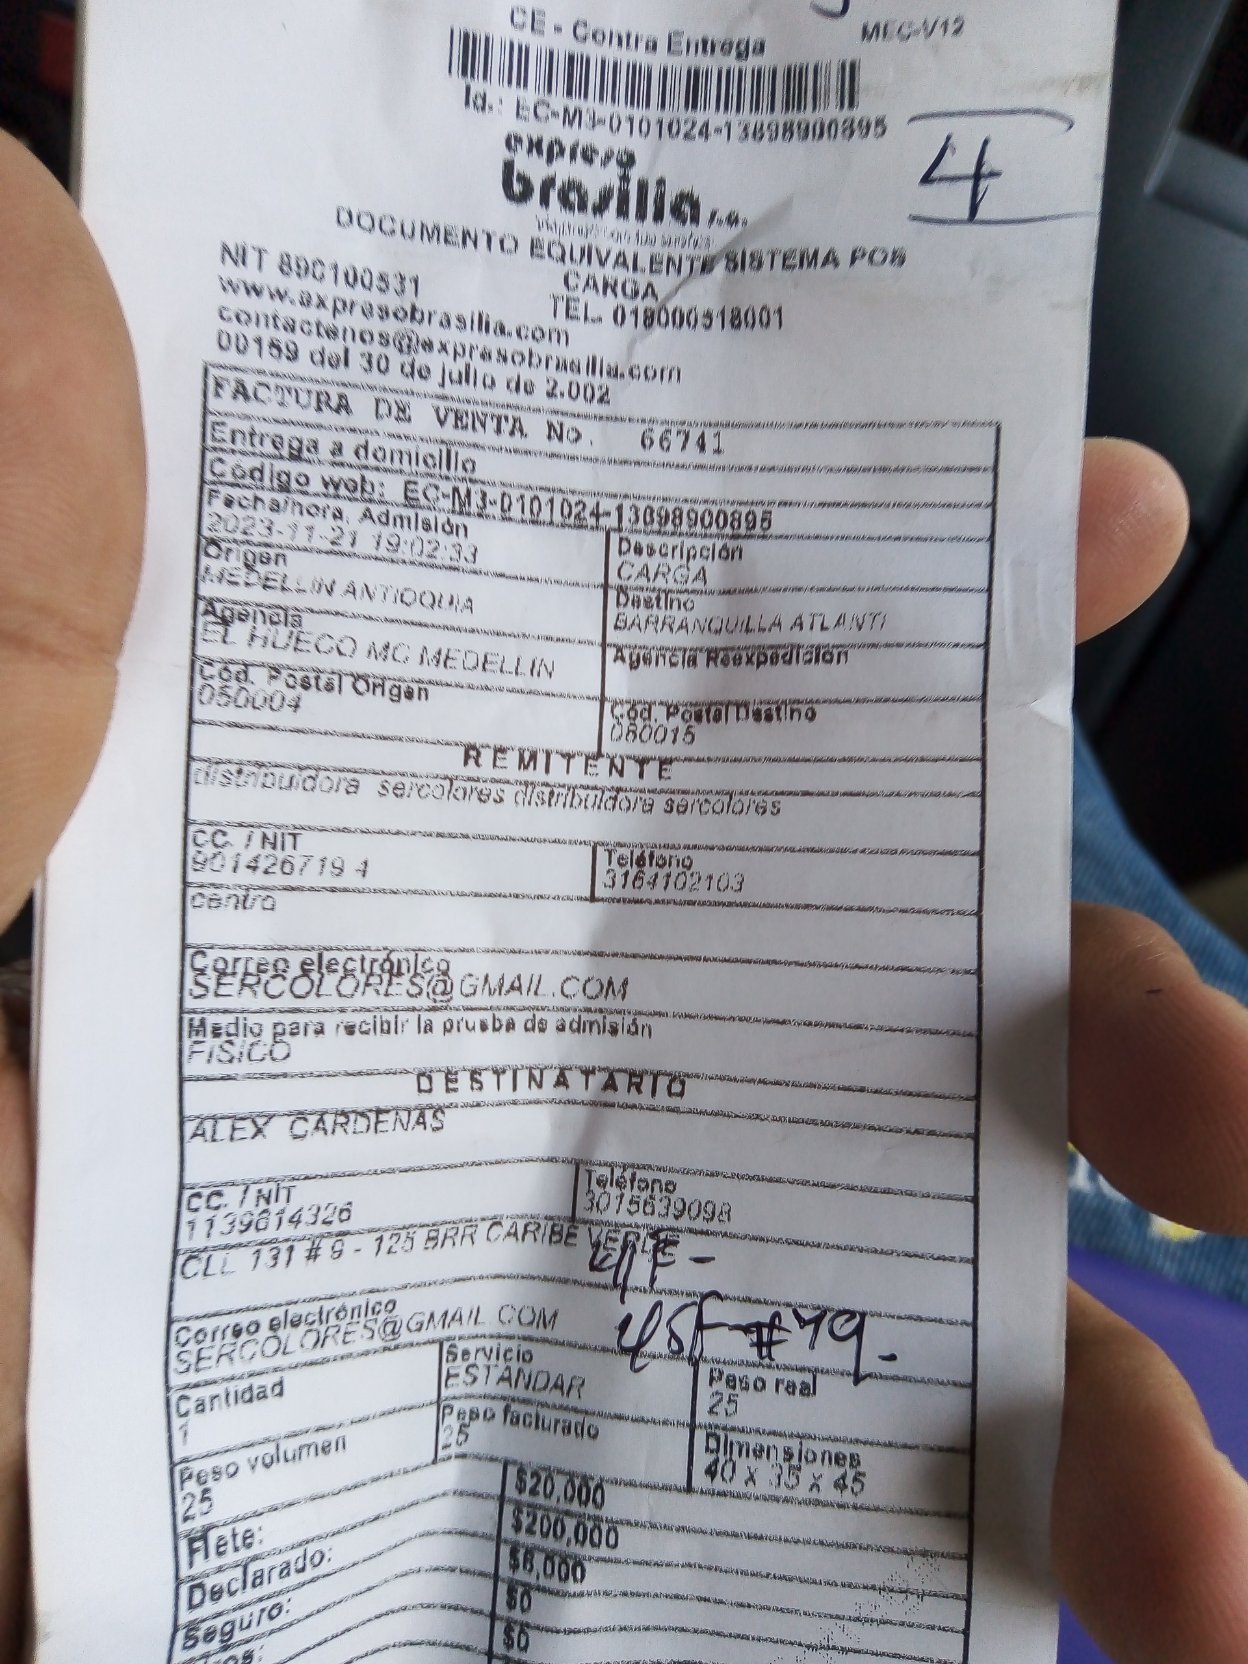 CE - Contra Entrega
MEC-V12
Id.: EC-M3-0101024-13698900895
4
expreso
brasilia s.a.
DOCUMENTO EQUIVALENTE SISTEMA POS
CARGA
NIT 890100531
TEL. 018000518001
www.expresobrasilia.com
contactenos@expresobrasilia.com
00159 del 30 de julio de 2.002
FACTURA DE VENTA No. 66741
Entrega a domicilio
Código web: EC-M3-0101024-13698900895
Fecha/hora. Admisión
2023-11-21 19:02:33
Descripción
CARGA
Origen
MEDELLIN ANTIOQUIA
Destino
BARRANQUILLA ATLANTI
Agencia
EL HUECO MC MEDELLIN
Agencia Reexpedición
Cód. Postal Origen
050004
Cód. Postal Destino
080015
REMITENTE
distribuidora sercolores distribuidora sercolores
CC. / NIT
901426719 4
Teléfono
3164102103
centro
Correo electrónico
SERCOLORES@GMAIL.COM
Medio para recibir la prueba de admisión
FISICO
DESTINATARIO
ALEX CARDENAS
CC. / NIT
1139614326
Teléfono
3015639098
CLL 131 # 9 - 125 BRR CARIBE VERDE
Correo electrónico
SERCOLORES@GMAIL.COM
Cantidad
1
Servicio
ESTANDAR
Peso real
25
Peso volumen
25
Peso facturado
25
Dimensiones
40 x 35 x 45
Flete: $20,000
Declarado: $200,000
Seguro: $6,000
$0
$0